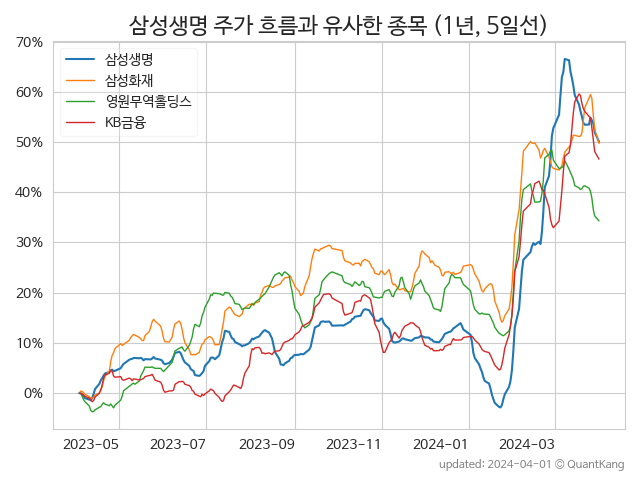 삼성생명 주가 흐름과 유사한 종목 (1년, 5일선)
70%
60%
50%
40%
30%
20%
10%
0%
삼성생명
삼성화재
영원무역홀딩스
KB금융
2023-05
2023-07
2023-09
2023-11
2024-01
2024-03
updated: 2024-04-01 © QuantKang